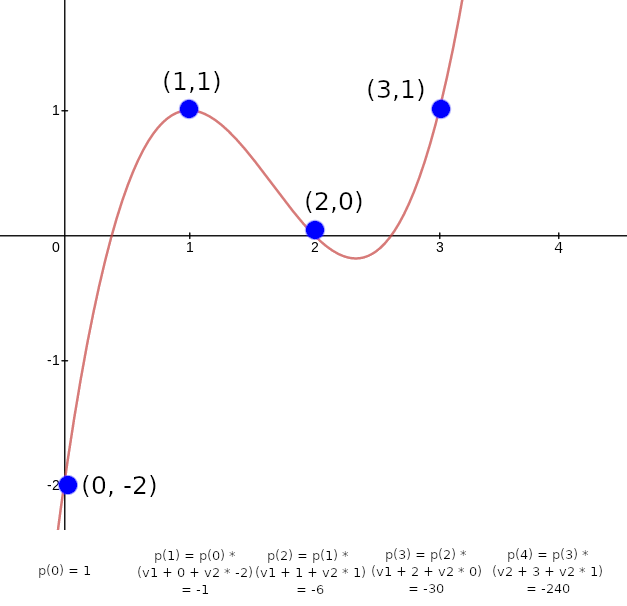 (1,1)
(3,1)
1
(2,0)
0
1
2
3
4
-1
-2
(0, -2)
p(0) = 1
p(1) = p(0) *
(v1 + 0 + v2 * -2)
= -1
p(2) = p(1) *
(v1 + 1 + v2 * 1)
= -6
p(3) = p(2) *
(v1 + 2 + v2 * 0)
= -30
p(4) = p(3) *
(v2 + 3 + v2 * 1)
= -240